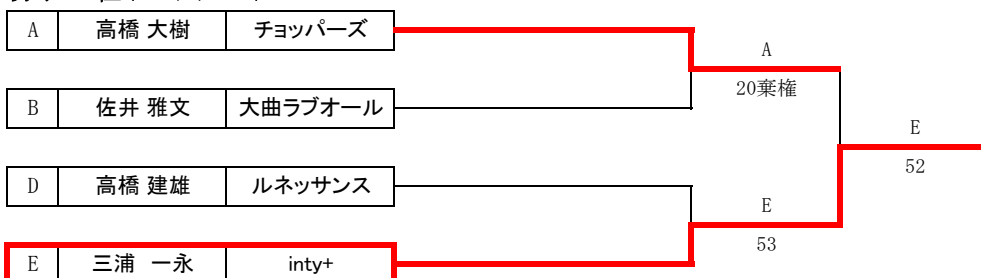 A 高橋 大樹 チョッパーズ
A
20棄権
B 佐井 雅文 大曲ラブオール
E
52
D 高橋 建雄 ルネッサンス
E
53
E 三浦 一永 inty+